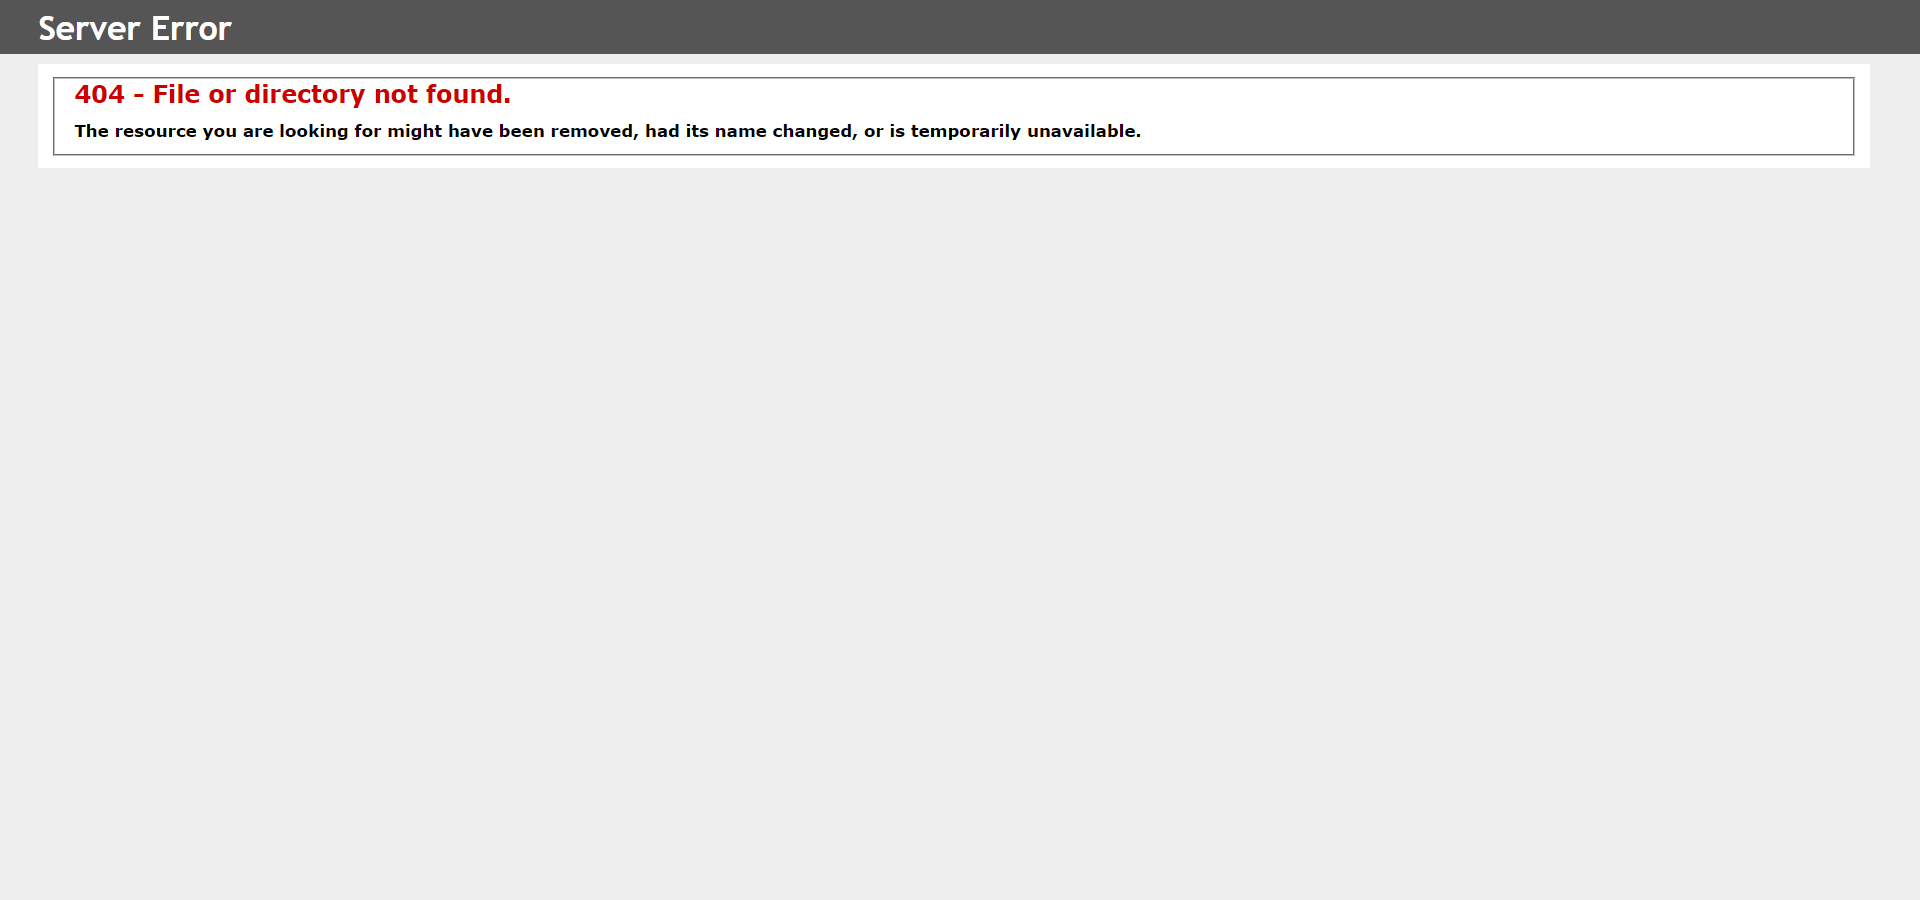 Server Error
404 - File or directory not found.
The resource you are looking for might have been removed, had its name changed, or is temporarily unavailable.